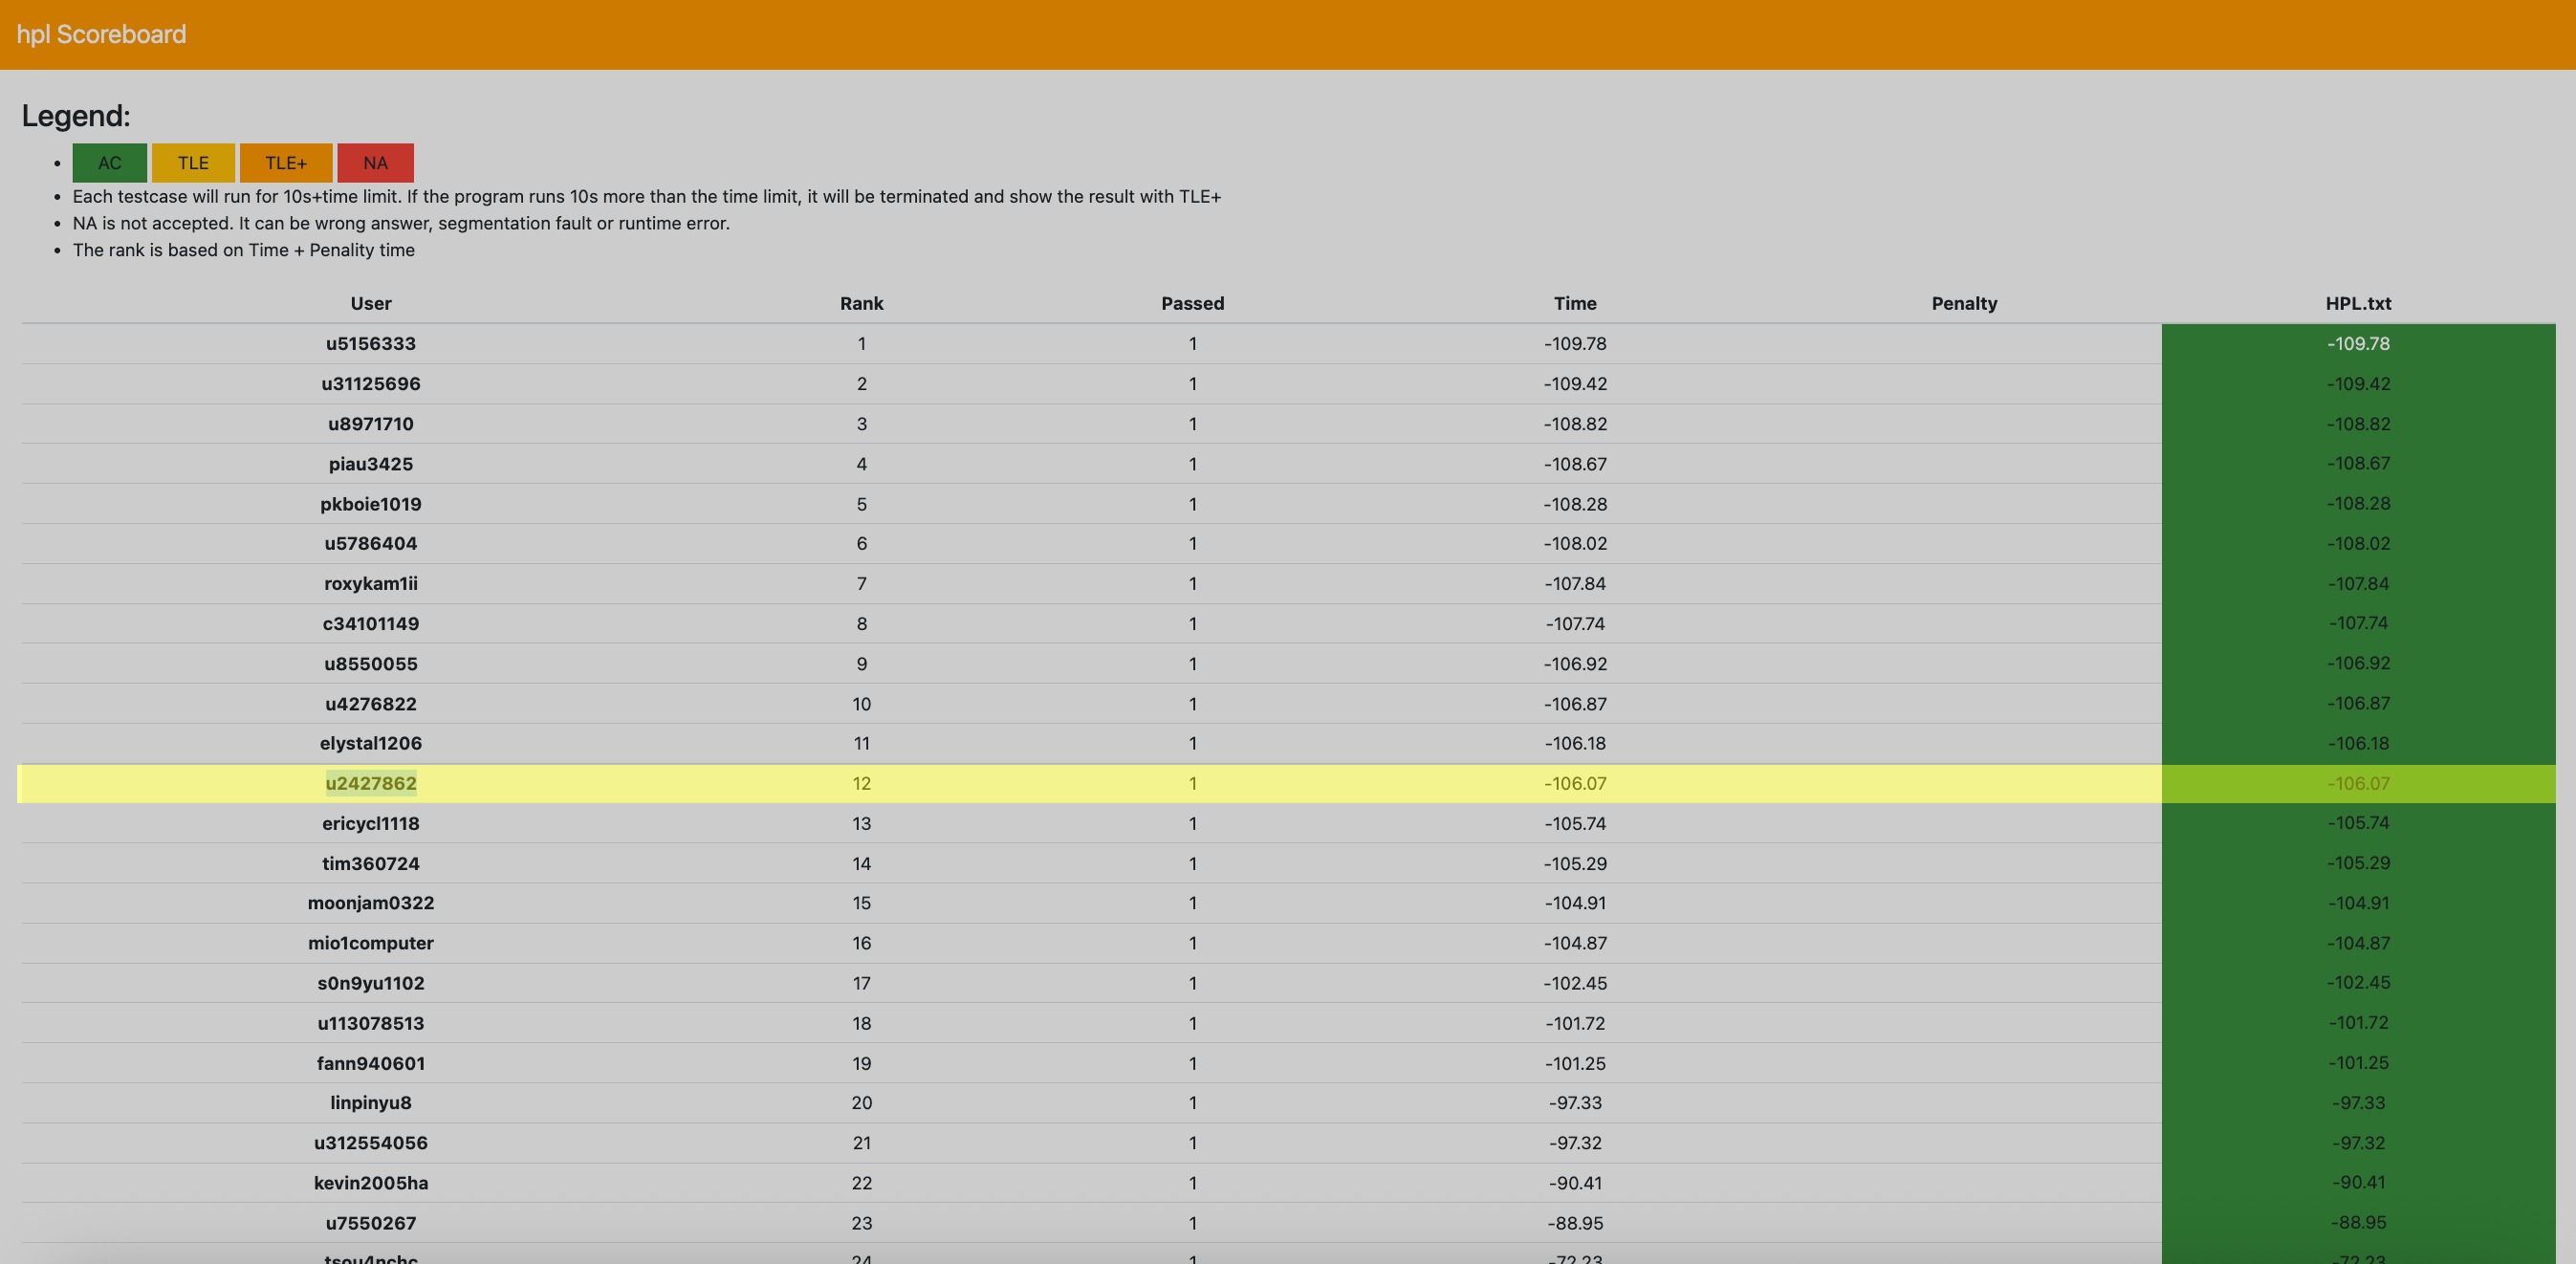 hpl Scoreboard
Legend:
AC TLE TLE+ NA
Each testcase will run for 10s+time limit. If the program runs 10s more than the time limit, it will be terminated and show the result with TLE+
NA is not accepted. It can be wrong answer, segmentation fault or runtime error.
The rank is based on Time + Penality time
User Rank Passed Time Penalty HPL.txt
u5156333 1 1 -109.78 -109.78
u31125696 2 1 -109.42 -109.42
u8971710 3 1 -108.82 -108.82
piau3425 4 1 -108.67 -108.67
pkboie1019 5 1 -108.28 -108.28
u5786404 6 1 -108.02 -108.02
roxykam1ii 7 1 -107.84 -107.84
c34101149 8 1 -107.74 -107.74
u8550055 9 1 -106.92 -106.92
u4276822 10 1 -106.87 -106.87
elystal1206 11 1 -106.18 -106.18
u2427862 12 1 -106.07 -106.07
ericycl1118 13 1 -105.74 -105.74
tim360724 14 1 -105.29 -105.29
moonjam0322 15 1 -104.91 -104.91
mio1computer 16 1 -104.87 -104.87
s0n9yu1102 17 1 -102.45 -102.45
u113078513 18 1 -101.72 -101.72
fann940601 19 1 -101.25 -101.25
linpinyu8 20 1 -97.33 -97.33
u312554056 21 1 -97.32 -97.32
kevin2005ha 22 1 -90.41 -90.41
u7550267 23 1 -88.95 -88.95
tsou4nchc 24 1 -72.23 -72.23